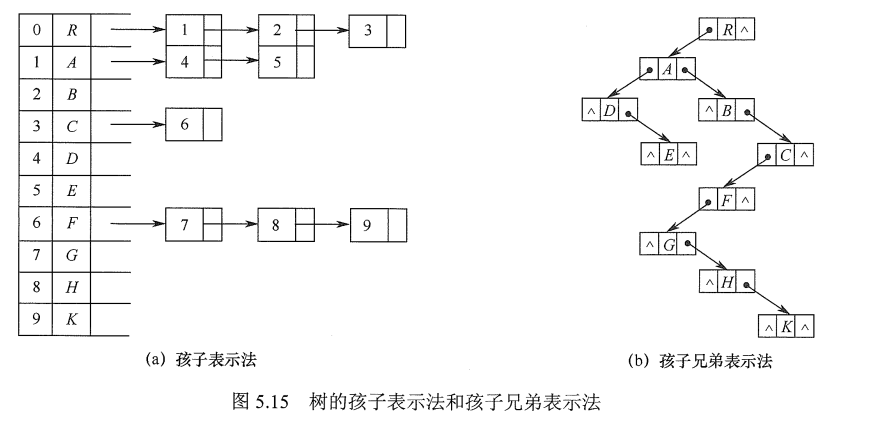 0 R 1 2 3
1 A 4 5
2 B
3 C 6
4 D
5 E
6 F 7 8 9
7 G
8 H
9 K
(a) 孩子表示法
R ∧
A
∧ D
∧ B
∧ E ∧
C ∧
F ∧
∧ G
∧ H
∧ K ∧
(b) 孩子兄弟表示法
图 5.15 树的孩子表示法和孩子兄弟表示法